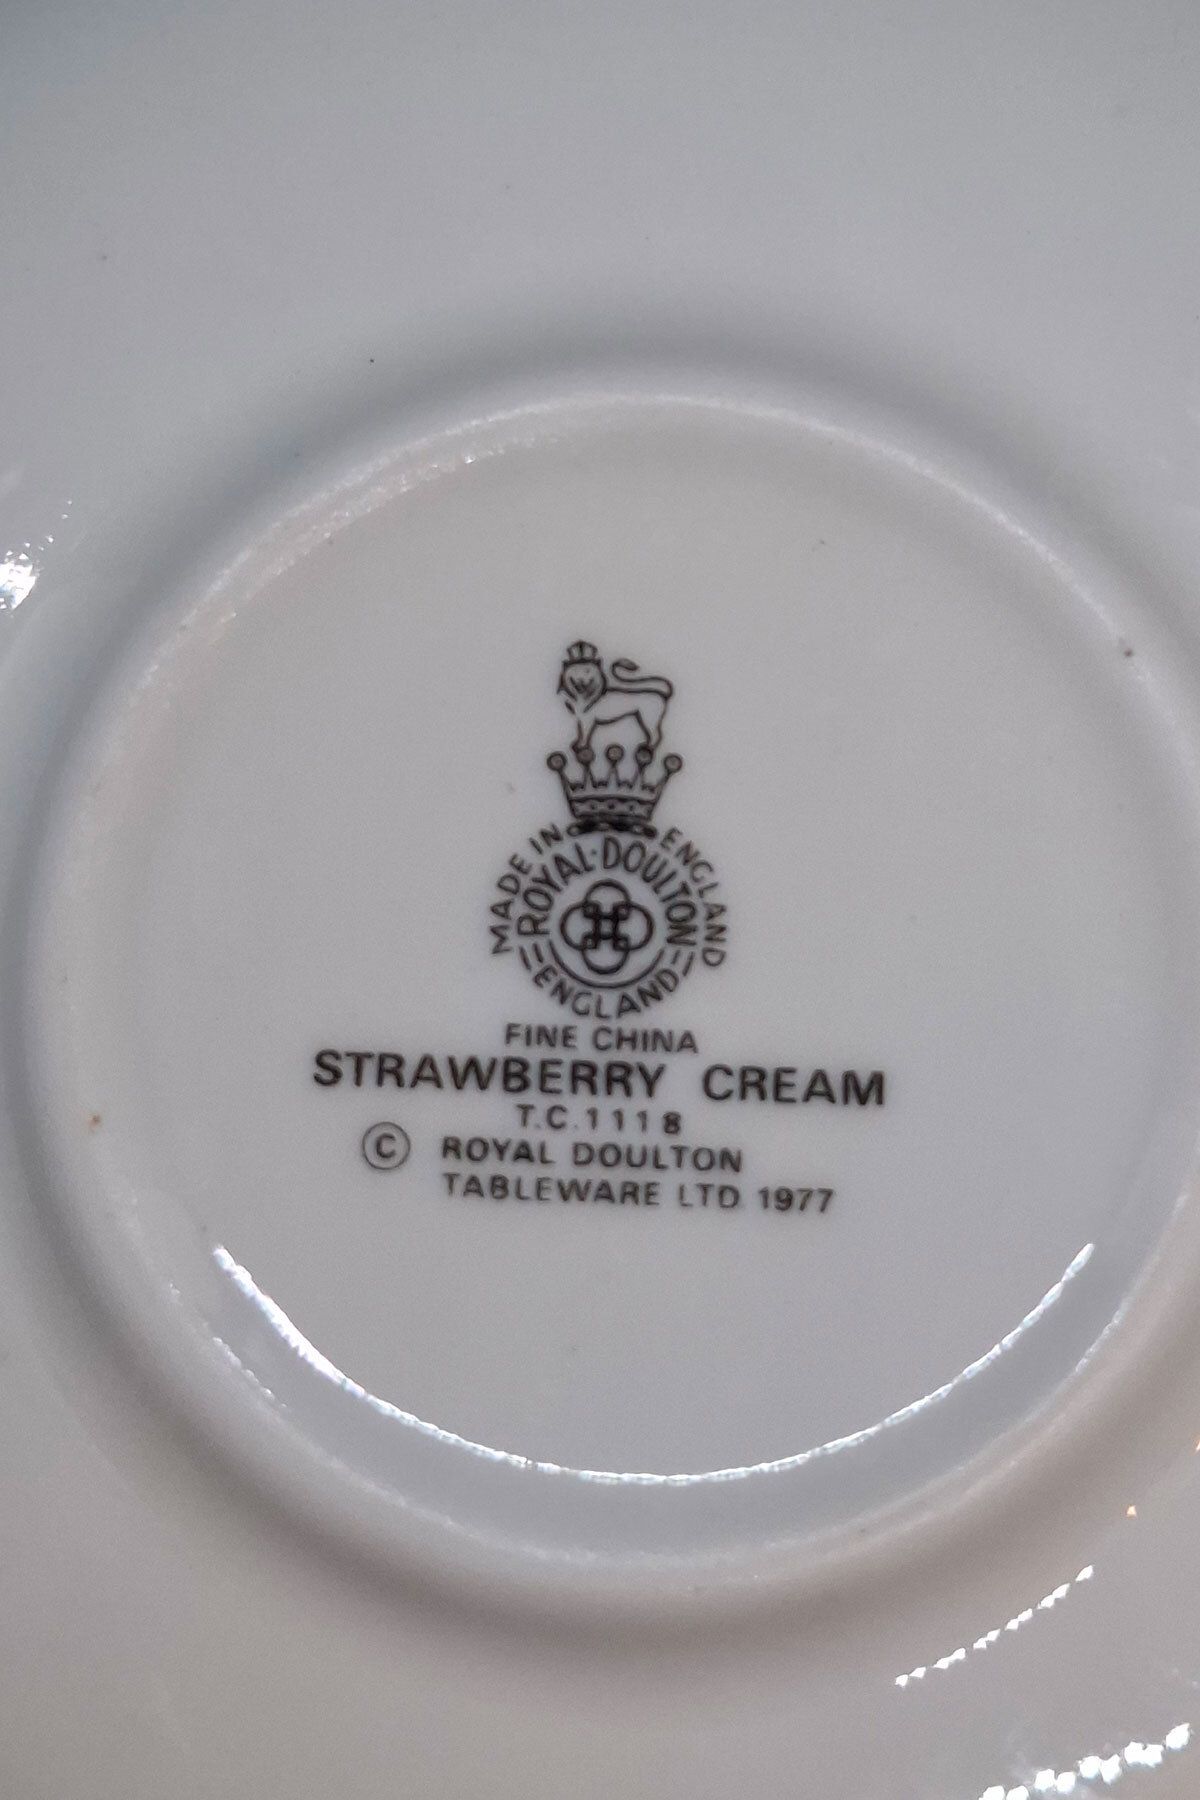 MADE IN ENGLAND
ROYAL·DOULTON
ENGLAND
FINE CHINA
STRAWBERRY CREAM
T.C.1118
© ROYAL DOULTON
TABLEWARE LTD. 1977